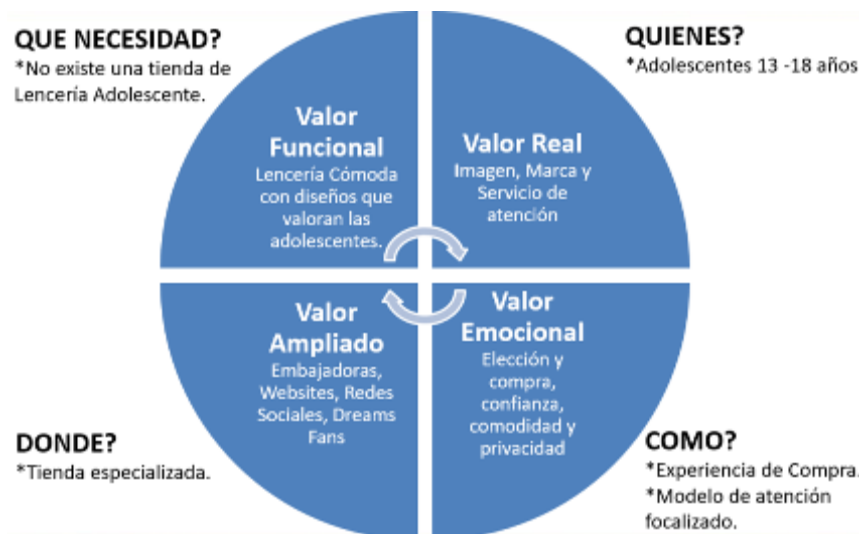 QUE NECESIDAD?
*No existe una tienda de
Lencería Adolescente.
QUIENES?
*Adolescentes 13 -18 años
Valor
Funcional
Lencería Cómoda
con diseños que
valoran las
adolescentes.
Valor Real
Imagen, Marca y
Servicio de
atención
Valor
Ampliado
Embajadoras,
Websites, Redes
Sociales, Dreams
Fans
Valor
Emocional
Elección y
compra,
confianza,
comodidad y
privacidad
DONDE?
*Tienda especializada.
COMO?
*Experiencia de Compra.
*Modelo de atención
focalizado.